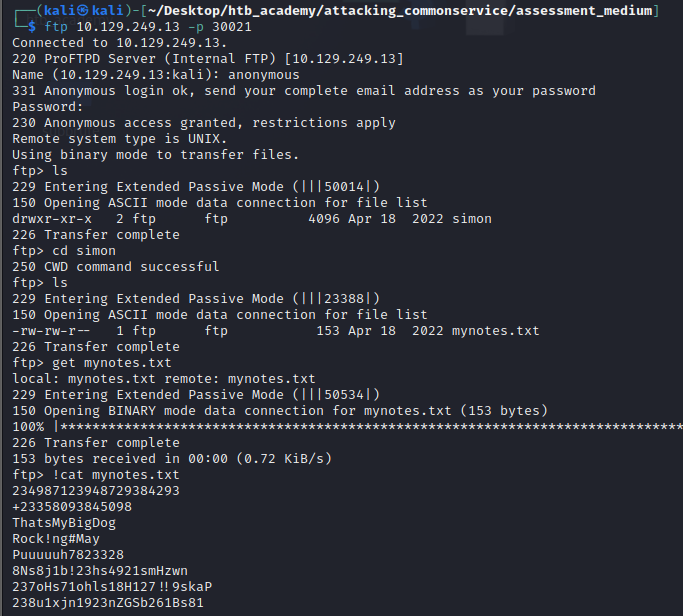 ┌──(kali㉿kali)-[~/Desktop/htb_academy/attacking_commonservice/assessment_medium]
└─$ ftp 10.129.249.13 -p 30021
Connected to 10.129.249.13.
220 ProFTPD Server (Internal FTP) [10.129.249.13]
Name (10.129.249.13:kali): anonymous
331 Anonymous login ok, send your complete email address as your password
Password:
230 Anonymous access granted, restrictions apply
Remote system type is UNIX.
Using binary mode to transfer files.
ftp> ls
229 Entering Extended Passive Mode (|||50014|)
150 Opening ASCII mode data connection for file list
drwxr-xr-x   2 ftp      ftp          4096 Apr 18  2022 simon
226 Transfer complete
ftp> cd simon
250 CWD command successful
ftp> ls
229 Entering Extended Passive Mode (|||23388|)
150 Opening ASCII mode data connection for file list
-rw-rw-r--   1 ftp      ftp           153 Apr 18  2022 mynotes.txt
226 Transfer complete
ftp> get mynotes.txt
local: mynotes.txt remote: mynotes.txt
229 Entering Extended Passive Mode (|||50534|)
150 Opening BINARY mode data connection for mynotes.txt (153 bytes)
100% |******************************************************************************
226 Transfer complete
153 bytes received in 00:00 (0.72 KiB/s)
ftp> !cat mynotes.txt
234987123948729384293
+23358093845098
ThatsMyBigDog
Rock!ng#May
Puuuuuh7823328
8Ns8j1b!23hs4921smHzwn
237oHs71ohls18H127!!9skaP
238u1xjn1923nZGSb261Bs81